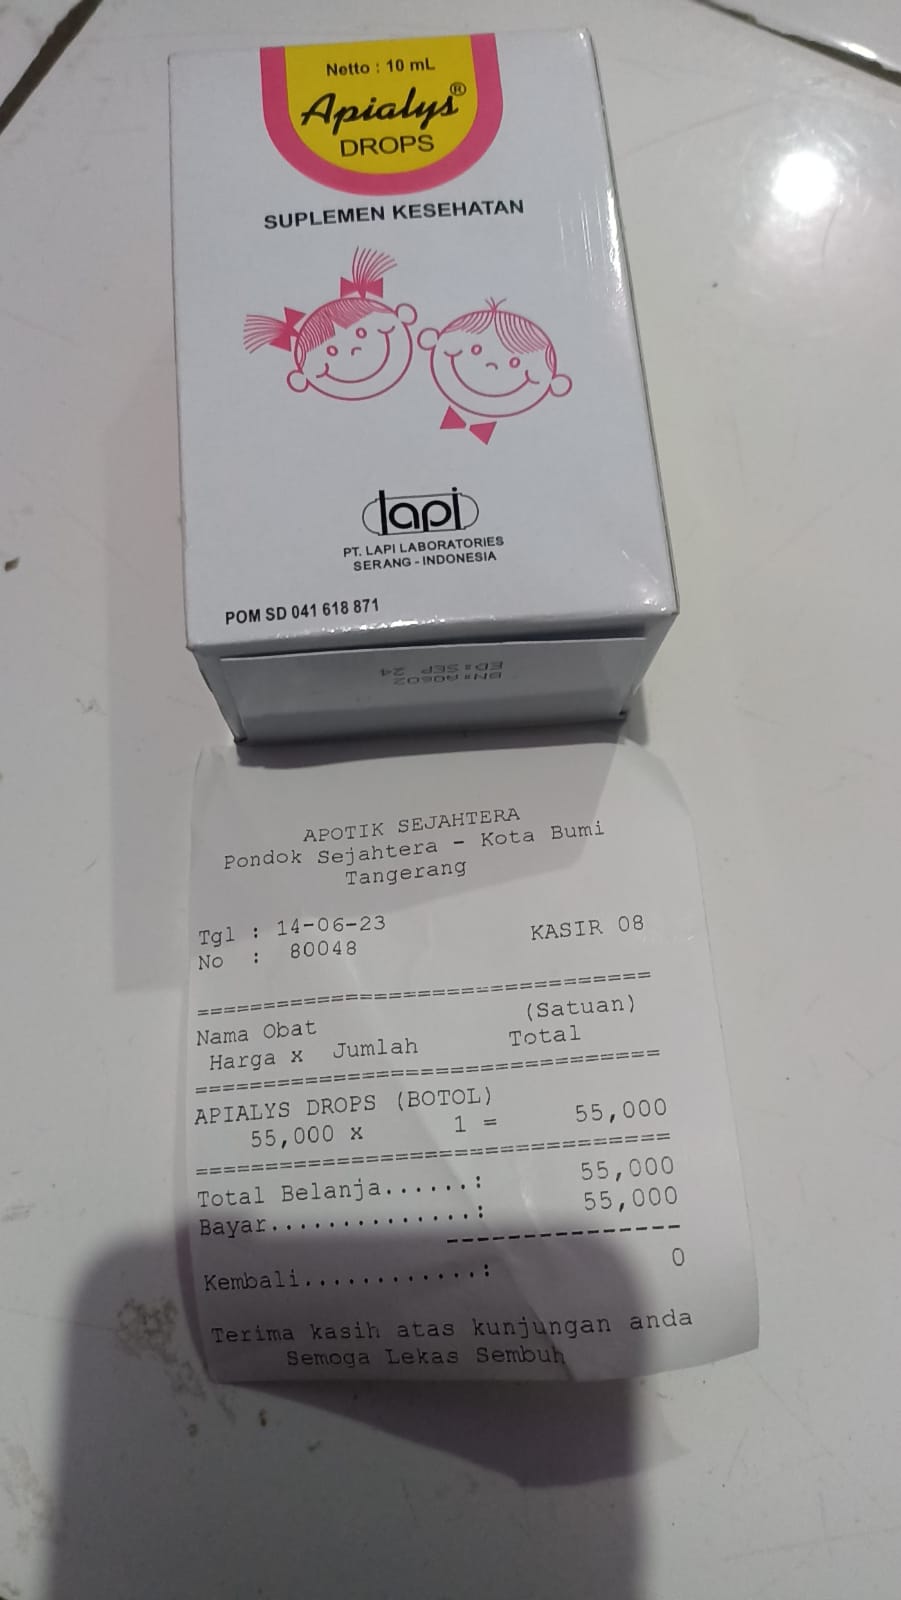 Netto : 10 mL
Apialys®
DROPS
SUPLEMEN KESEHATAN
lapi
PT. LAPI LABORATORIES
SERANG - INDONESIA
POM SD 041 618 871
BN:A0602
ED:SEP 24
APOTIK SEJAHTERA
Pondok Sejahtera - Kota Bumi
Tangerang
Tgl : 14-06-23 KASIR 08
No : 80048
==================================
Nama Obat (Satuan)
Harga x Jumlah Total
==================================
APIALYS DROPS (BOTOL)
55,000 x 1 = 55,000
==================================
Total Belanja......: 55,000
Bayar..............: 55,000
---------------
Kembali............: 0
Terima kasih atas kunjungan anda
Semoga Lekas Sembuh